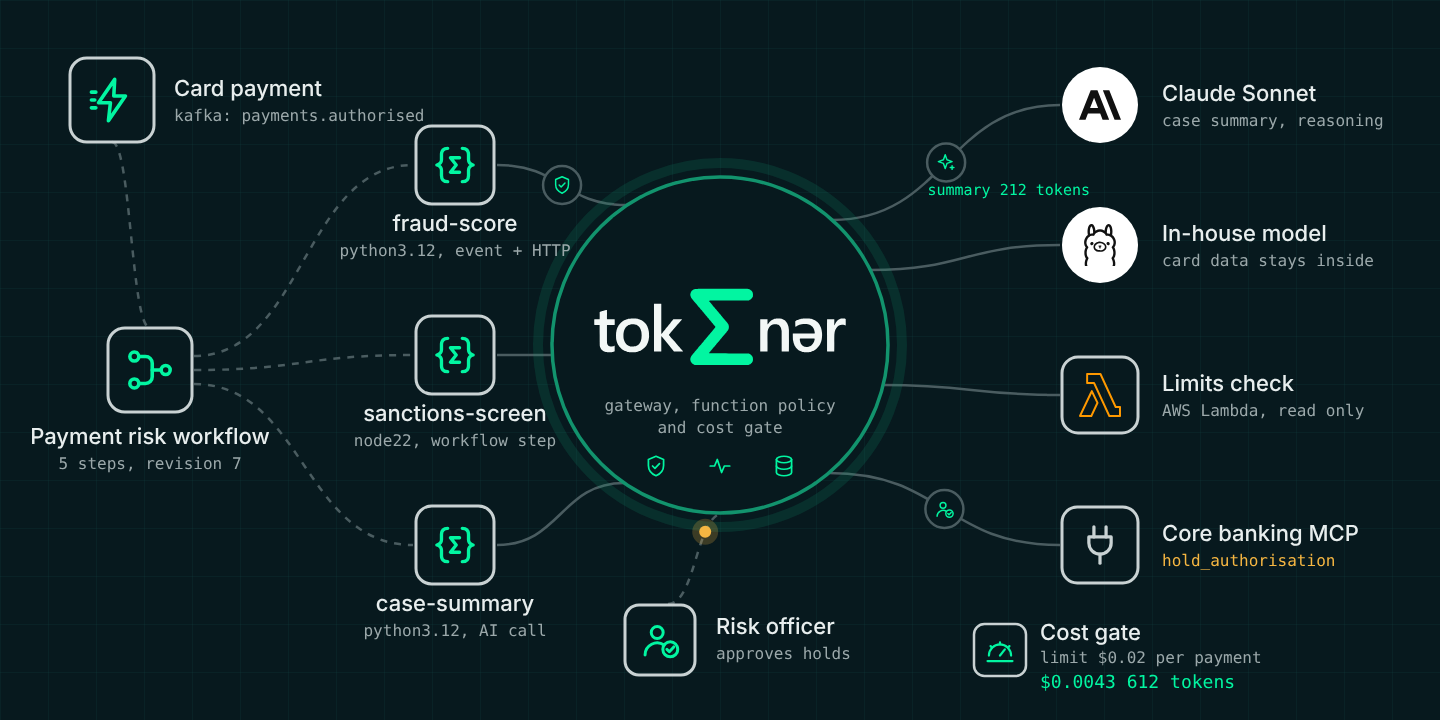 Card payment
kafka: payments.authorised
fraud-score
python3.12, event + HTTP
Payment risk workflow
5 steps, revision 7
sanctions-screen
node22, workflow step
case-summary
python3.12, AI call
tokΣnər
gateway, function policy
and cost gate
Risk officer
approves holds
summary 212 tokens
Claude Sonnet
case summary, reasoning
In-house model
card data stays inside
Limits check
AWS Lambda, read only
Core banking MCP
hold_authorisation
Cost gate
limit $0.02 per payment
$0.0043 612 tokens